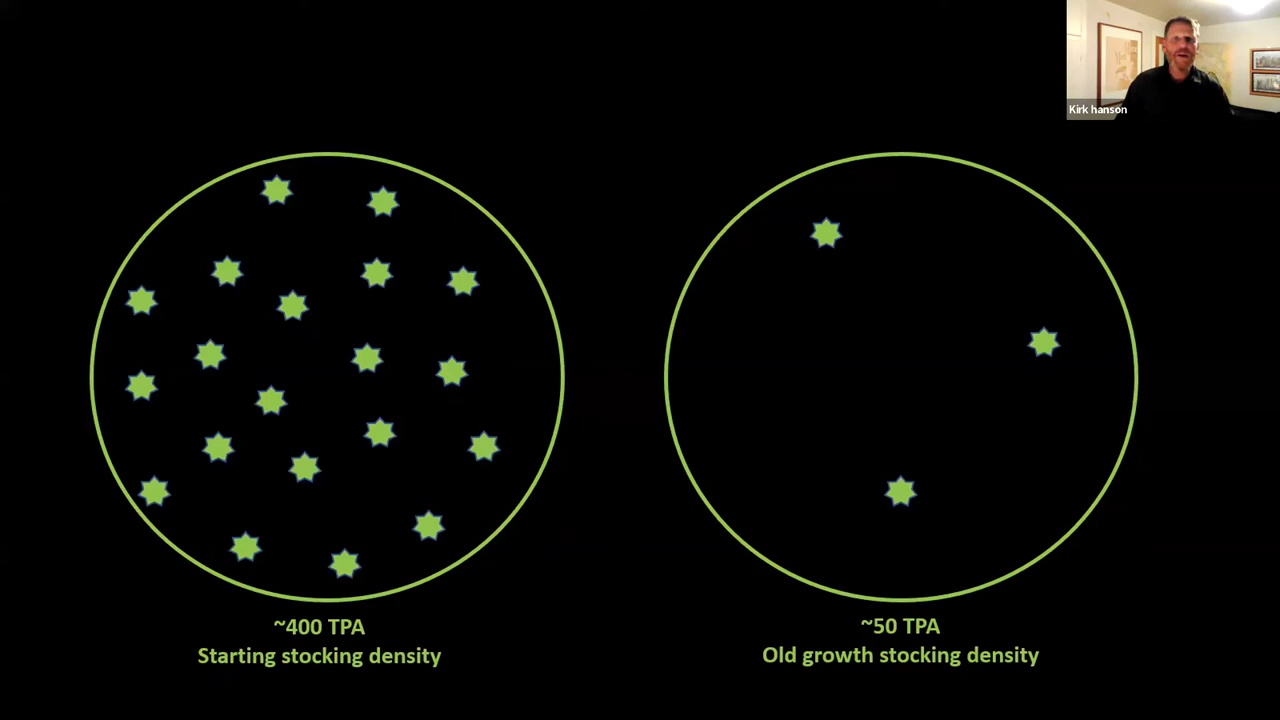 Kirk hanson
~400 TPA
Starting stocking density
~50 TPA
Old growth stocking density